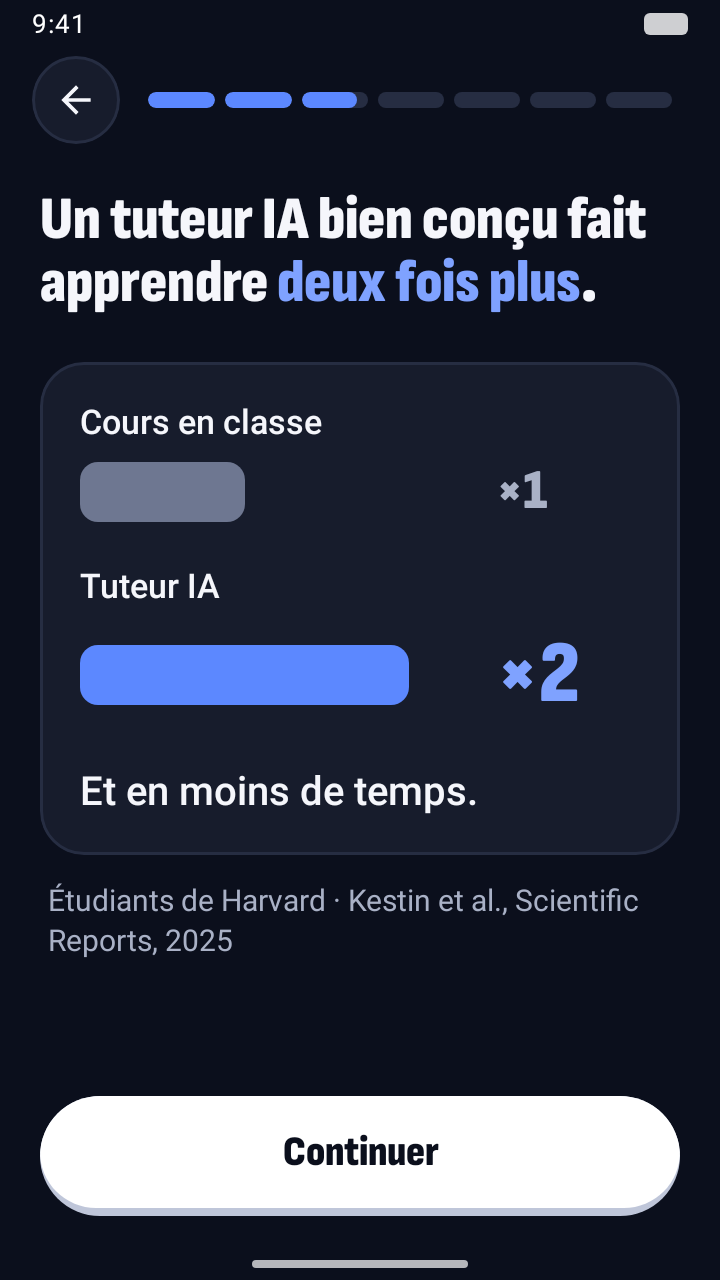 9:41
Un tuteur IA bien conçu fait
apprendre deux fois plus.
Cours en classe
×1
Tuteur IA
×2
Et en moins de temps.
Étudiants de Harvard · Kestin et al., Scientific
Reports, 2025
Continuer